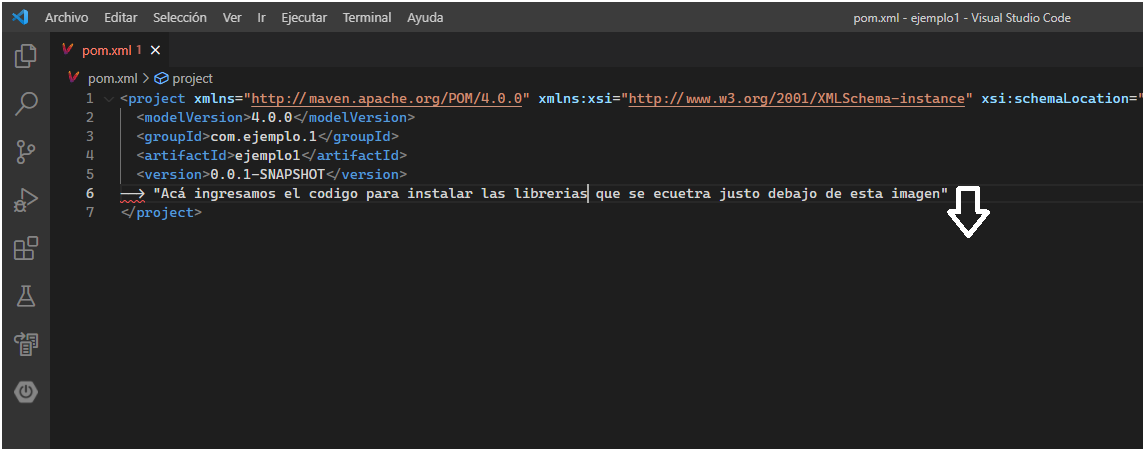 Archivo Editar Selección Ver Ir Ejecutar Terminal Ayuda pom.xml - ejemplo1 - Visual Studio Code
pom.xml 1 ×
pom.xml > project
1 <project xmlns="http://maven.apache.org/POM/4.0.0" xmlns:xsi="http://www.w3.org/2001/XMLSchema-instance" xsi:schemaLocation="
2 <modelVersion>4.0.0</modelVersion>
3 <groupId>com.ejemplo.1</groupId>
4 <artifactId>ejemplo1</artifactId>
5 <version>0.0.1-SNAPSHOT</version>
6 --> "Acá ingresamos el codigo para instalar las librerias que se ecuetra justo debajo de esta imagen"
7 </project>